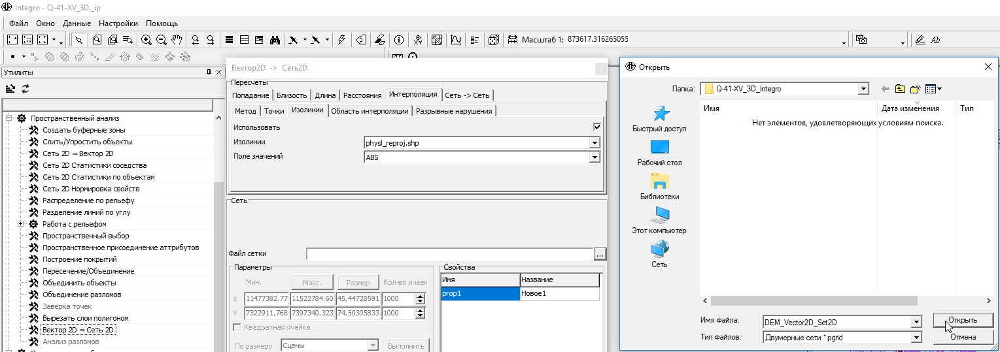 Integro - Q-41-XV_3D._ip
Файл Окно Данные Настройки Помощь
Масштаб 1: 873617.316265055
Ab
Утилиты
Пространственный анализ
Создать буферные зоны
Слить/Упростить объекты
Сеть 2D ⇒ Вектор 2D
Сеть 2D Статистики соседства
Сеть 2D Статистики по объектам
Сеть 2D Нормировка свойств
Распределение по рельефу
Разделение линий по углу
Работа с рельефом
Пространственный выбор
Пространственное присоединение аттрибутов
Построение покрытий
Пересечение/Объединение
Объединить объекты
Объединение разломов
Заверка точек
Вырезать слои полигоном
Вектор 2D ⇒ Сеть 2D
Анализ разломов
Вектор2D -> Сеть2D
Пересчеты
Попадание Близость Длина Расстояния Интерполяция Сеть -> Сеть
Метод Точки Изолинии Область интерполяции Разрывные нарушения
Использовать
Изолинии physl_reproj.shp
Поле значений ABS
Сеть
Файл сетки ...
Параметры
Мин. Макс. Размер Кол-во ячеек
X 11477382.77 11522784.60 45.44728591 1000
Y 7322911.768 7397340.323 74.50305833 1000
Квадратная ячейка
По размеру Сцены Выполнить
Свойства
Имя Название
prop1 Новое1
Открыть
Папка: Q-41-XV_3D_Integro
Быстрый доступ
Рабочий стол
Библиотеки
Этот компьютер
Сеть
Имя Дата изменения Тип
Нет элементов, удовлетворяющих условиям поиска.
Имя файла: DEM_Vector2D_Set2D Открыть
Тип файлов: Двумерные сети *.pgrid Отмена